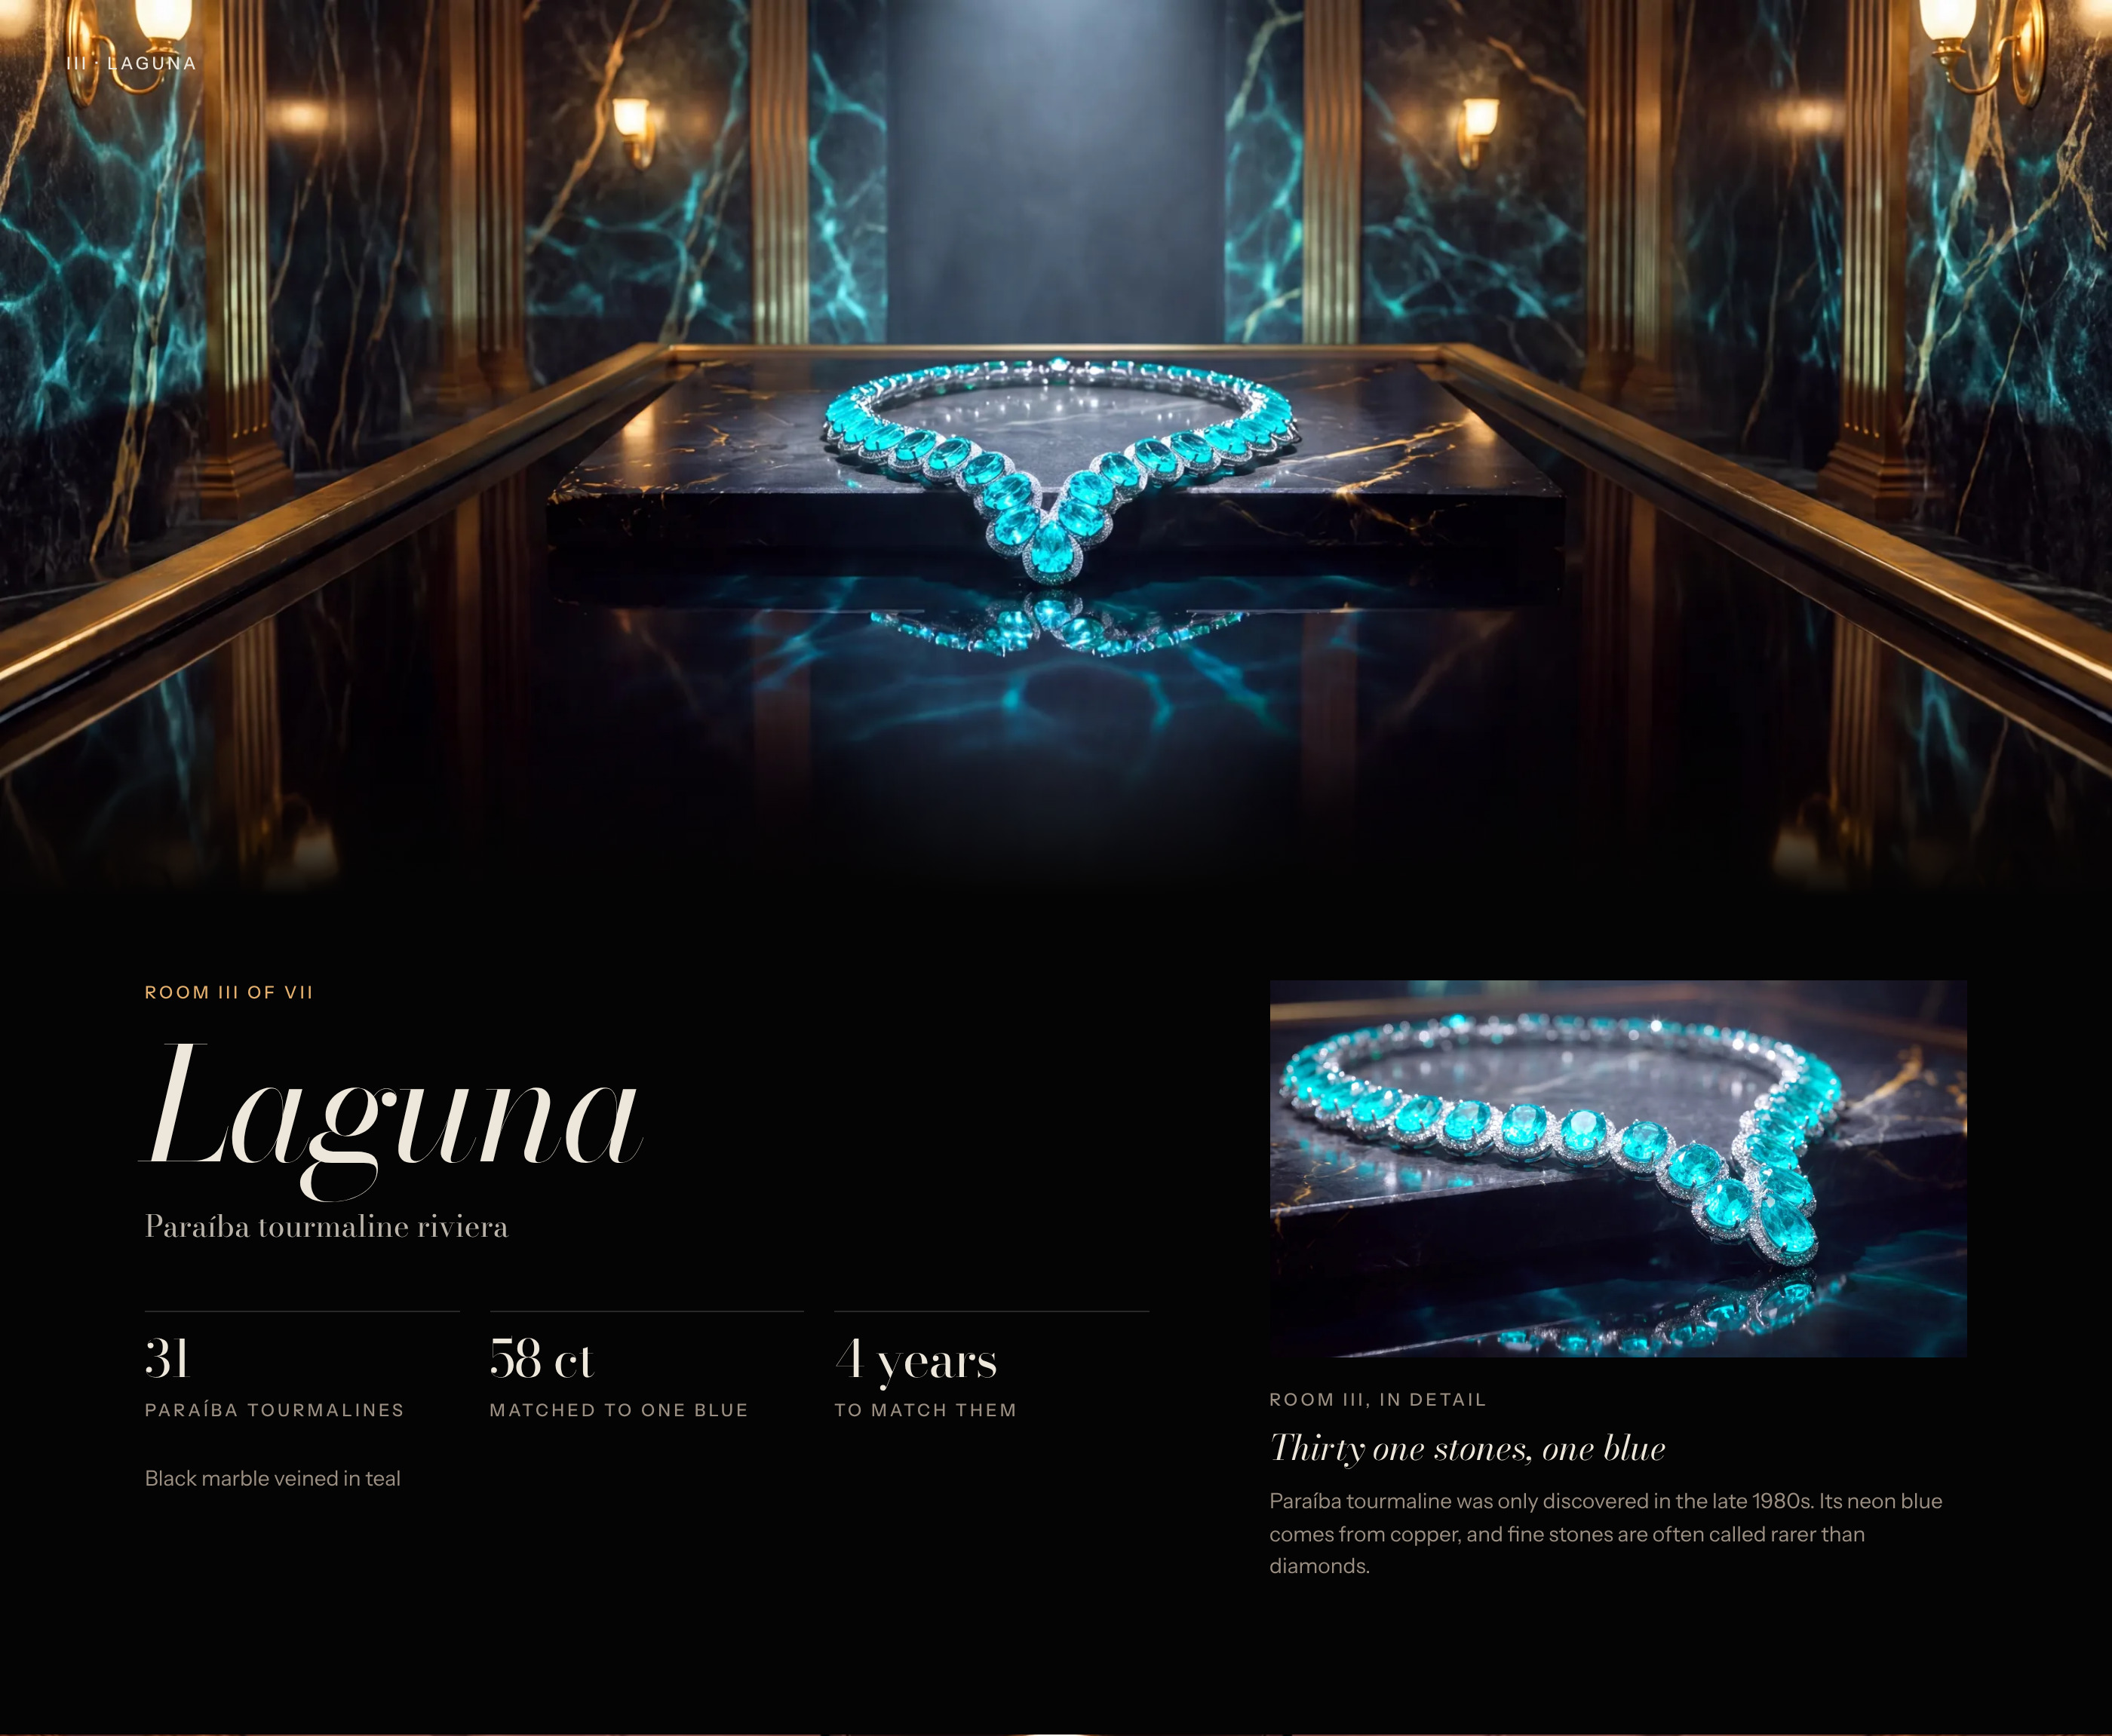 III · LAGUNA
ROOM III OF VII
Laguna
Paraíba tourmaline riviera
31
PARAÍBA TOURMALINES
58 ct
MATCHED TO ONE BLUE
4 years
TO MATCH THEM
Black marble veined in teal
ROOM III, IN DETAIL
Thirty one stones, one blue
Paraíba tourmaline was only discovered in the late 1980s. Its neon blue
comes from copper, and fine stones are often called rarer than
diamonds.